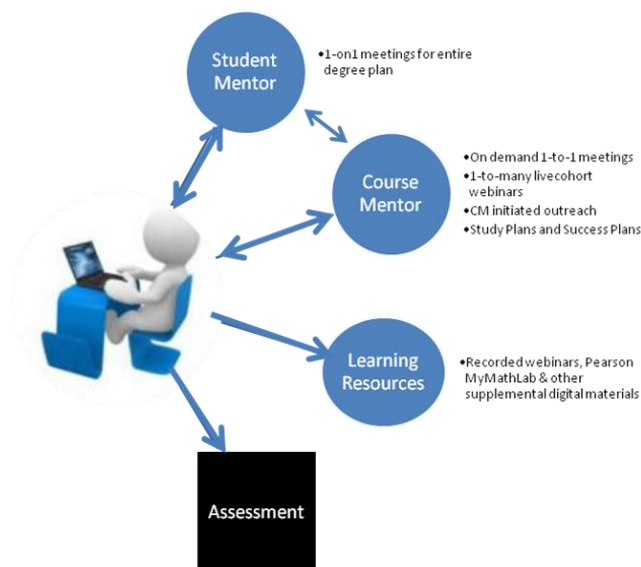 Student
Mentor
•1-on1 meetings for entire
degree plan
Course
Mentor
•On demand 1-to-1 meetings
•1-to-many livecohort
webinars
•CM initiated outreach
•Study Plans and Success Plans
Learning
Resources
•Recorded webinars, Pearson
MyMathLab & other
supplemental digital materials
Assessment